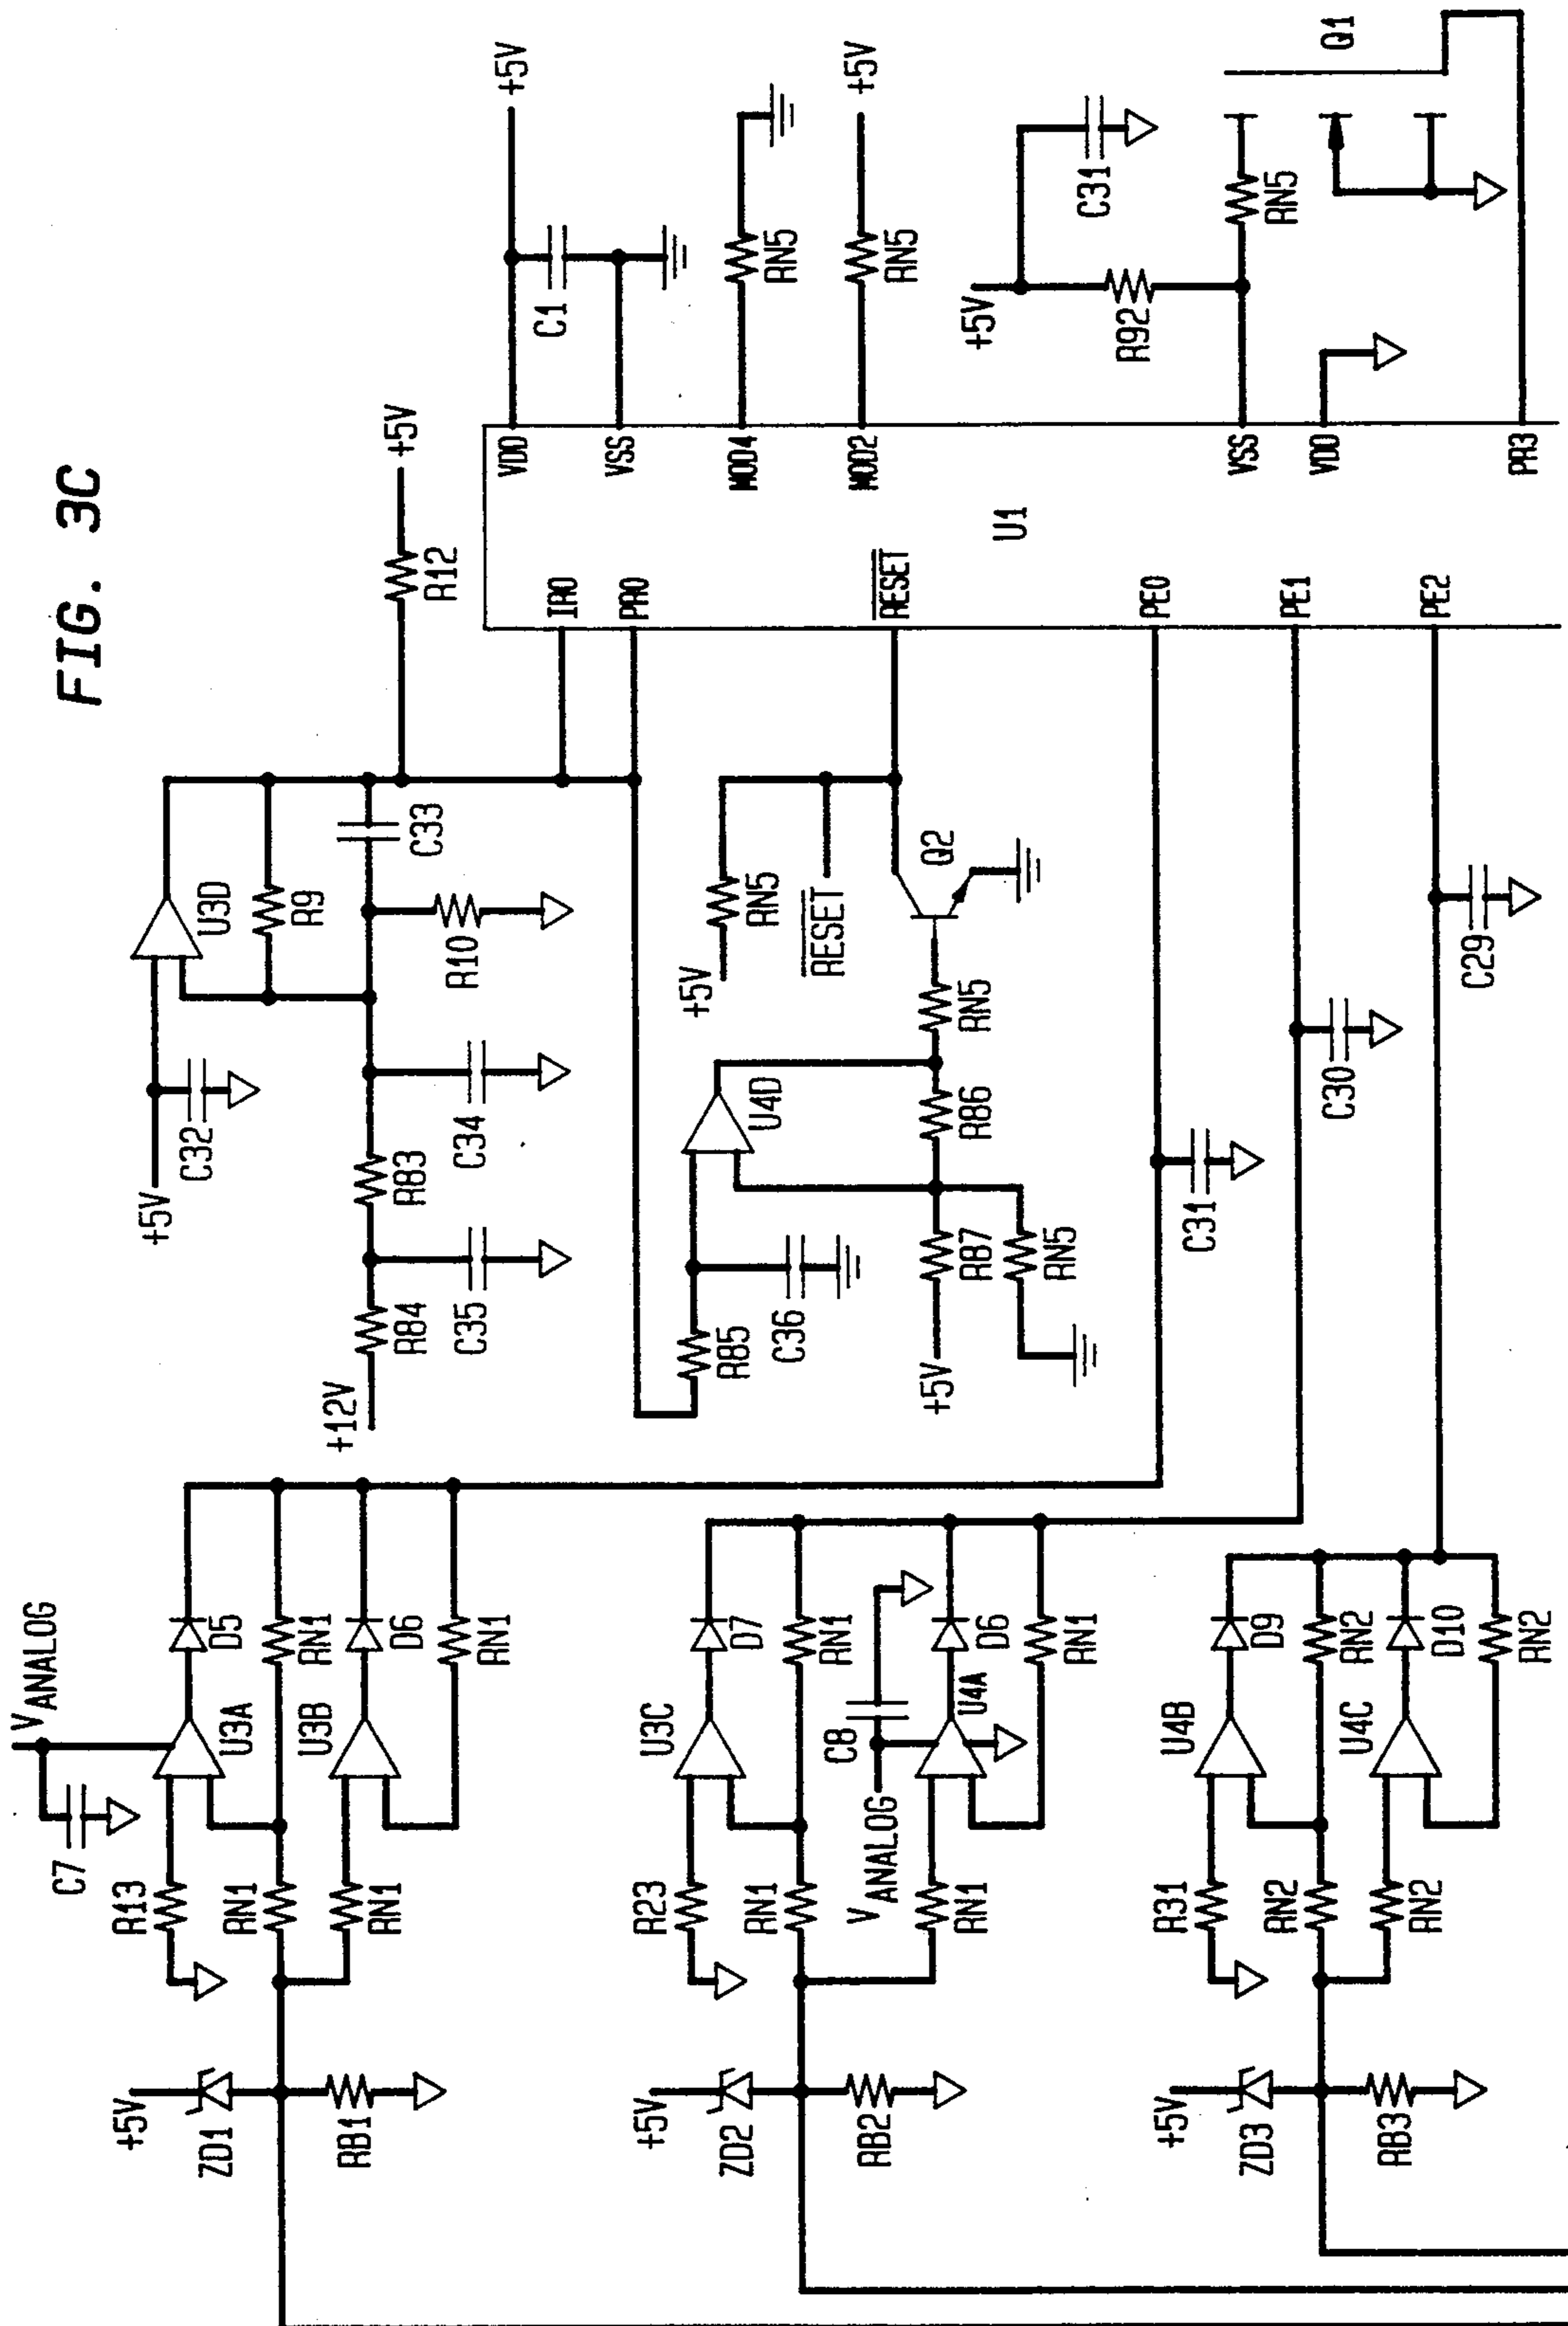 FIG. 3C
VANALOG
C7
R13
U3A
D5
RN1
RN1
+5V
ZD1
RB1
RN1
U3B
D6
RN1
+5V
C32
U3D
R9
+12V
R84
C35
R83
C34
R10
C33
R12
+5V
R85
C36
U4D
+5V
R87
RN5
R86
RN5
Q2
+5V
RN5
RESET
R23
U3C
D7
RN1
RN1
+5V
ZD2
RB2
VANALOG
C8
RN1
U4A
D6
RN1
R31
U4B
D9
RN2
RN2
+5V
ZD3
RB3
RN2
U4C
D10
RN2
C31
C30
C29
U1
IRQ
PA0
RESET
PE0
PE1
PE2
VDD
VSS
MOD4
MOD2
VSS
VDD
PA3
+5V
C1
RN5
RN5
+5V
+5V
R92
C31
RN5
Q1